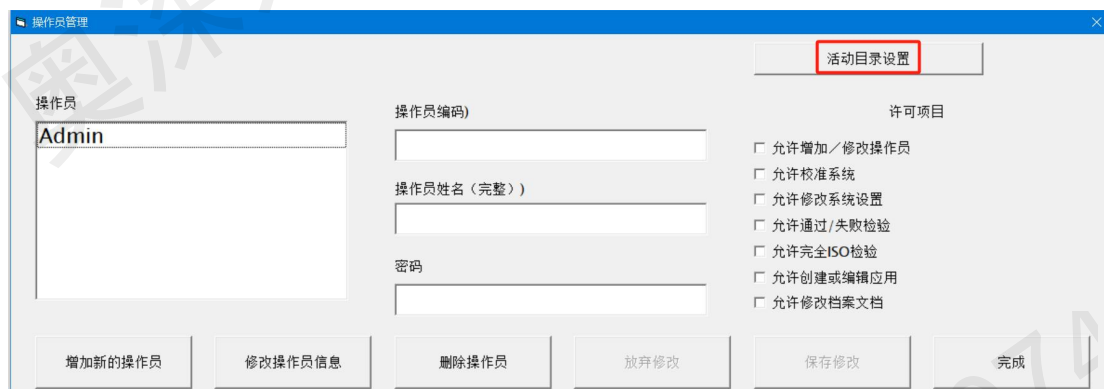 操作员管理
活动目录设置
操作员
Admin
操作员编码)
操作员姓名（完整）)
密码
许可项目
允许增加／修改操作员
允许校准系统
允许修改系统设置
允许通过/失败检验
允许完全ISO检验
允许创建或编辑应用
允许修改档案文档
增加新的操作员
修改操作员信息
删除操作员
放弃修改
保存修改
完成